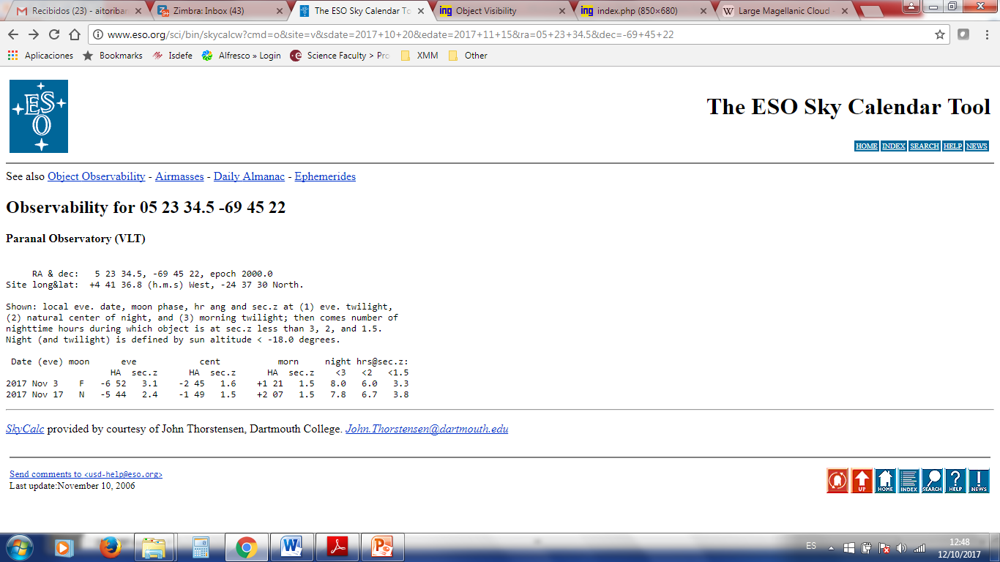 Recibidos (23) - aitoriba
Zimbra: Inbox (43)
The ESO Sky Calendar To
ing Object Visibility
ing index.php (850×680)
W Large Magellanic Cloud -
www.eso.org/sci/bin/skycalcw?cmd=o&site=v&sdate=2017+10+20&edate=2017+11+15&ra=05+23+34.5&dec=-69+45+22
Aplicaciones Bookmarks Isdefe Alfresco » Login Science Faculty > Pro XMM Other
ESO
The ESO Sky Calendar Tool
HOME INDEX SEARCH HELP NEWS
See also Object Observability - Airmasses - Daily Almanac - Ephemerides
Observability for 05 23 34.5 -69 45 22
Paranal Observatory (VLT)
RA & dec: 5 23 34.5, -69 45 22, epoch 2000.0
Site long&lat: +4 41 36.8 (h.m.s) West, -24 37 30 North.
Shown: local eve. date, moon phase, hr ang and sec.z at (1) eve. twilight,
(2) natural center of night, and (3) morning twilight; then comes number of
nighttime hours during which object is at sec.z less than 3, 2, and 1.5.
Night (and twilight) is defined by sun altitude < -18.0 degrees.
Date (eve) moon eve cent morn night hrs@sec.z:
HA sec.z HA sec.z HA sec.z <3 <2 <1.5
2017 Nov 3 F -6 52 3.1 -2 45 1.6 +1 21 1.5 8.0 6.0 3.3
2017 Nov 17 N -5 44 2.4 -1 49 1.5 +2 07 1.5 7.8 6.7 3.8
SkyCalc provided by courtesy of John Thorstensen, Dartmouth College. John.Thorstensen@dartmouth.edu
Send comments to <usd-help@eso.org>
Last update:November 10, 2006
UP HOME INDEX SEARCH HELP NEWS
ES 12:48
12/10/2017